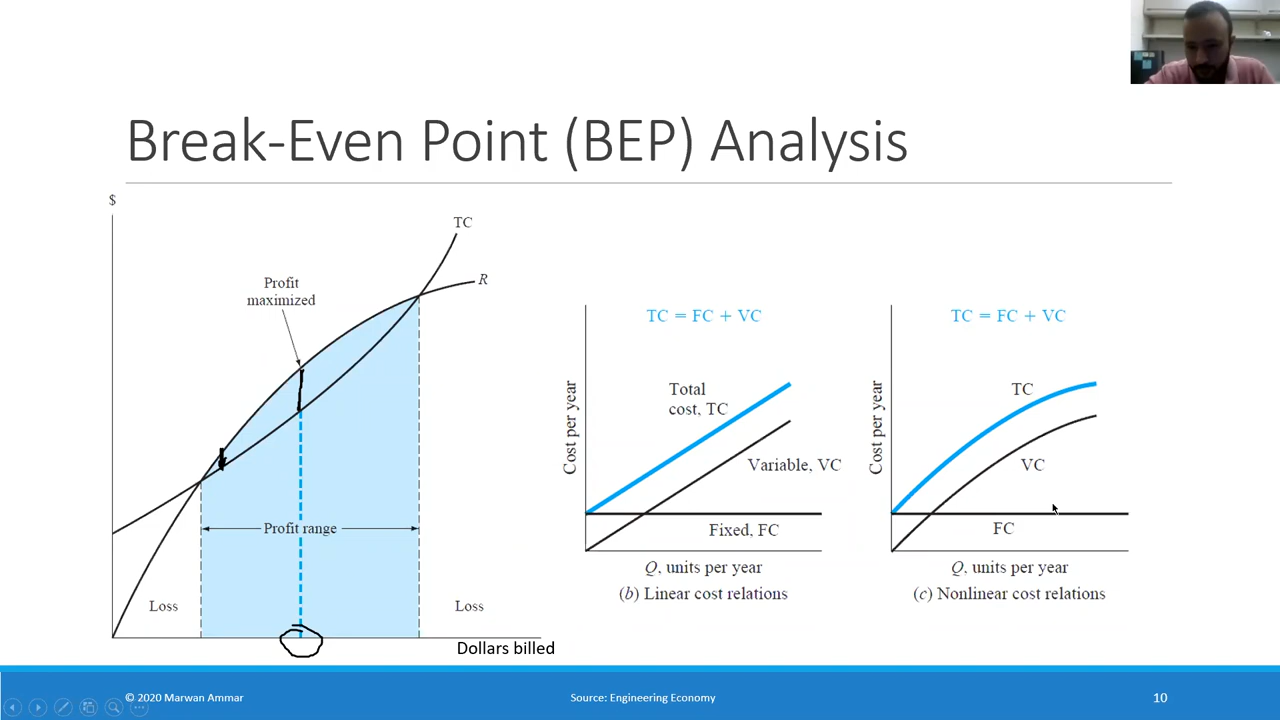 Break-Even Point (BEP) Analysis
$
TC
R
Profit
maximized
Profit range
Loss
Loss
Dollars billed
TC = FC + VC
Cost per year
Total
cost, TC
Variable, VC
Fixed, FC
Q, units per year
(b) Linear cost relations
TC = FC + VC
Cost per year
TC
VC
FC
Q, units per year
(c) Nonlinear cost relations
© 2020 Marwan Ammar
Source: Engineering Economy
10